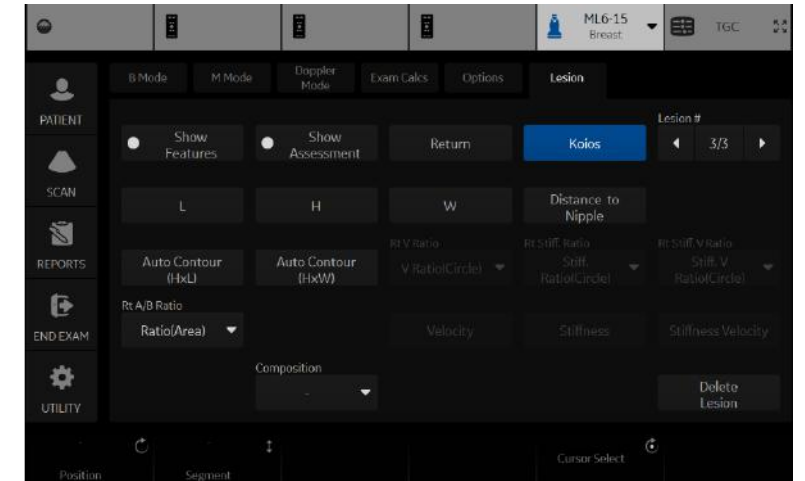 ML6-15
Breast
TGC
B Mode
M Mode
Doppler
Mode
Exam Calcs
Options
Lesion
PATIENT
SCAN
REPORTS
END EXAM
UTILITY
Lesion #
Show
Features
Show
Assessment
Return
Koios
3/3
L
H
W
Distance to
Nipple
Rt V Ratio
Rt Stiff. Ratio
Rt Stiff. V Ratio
Auto Contour
(HxL)
Auto Contour
(HxW)
V Ratio(Circle)
Stiff.
Ratio(Circle)
Stiff. V
Ratio(Circle)
Rt A/B Ratio
Ratio(Area)
Velocity
Stiffness
Stiffness Velocity
Composition
-
Delete
Lesion
Position
Segment
Cursor Select